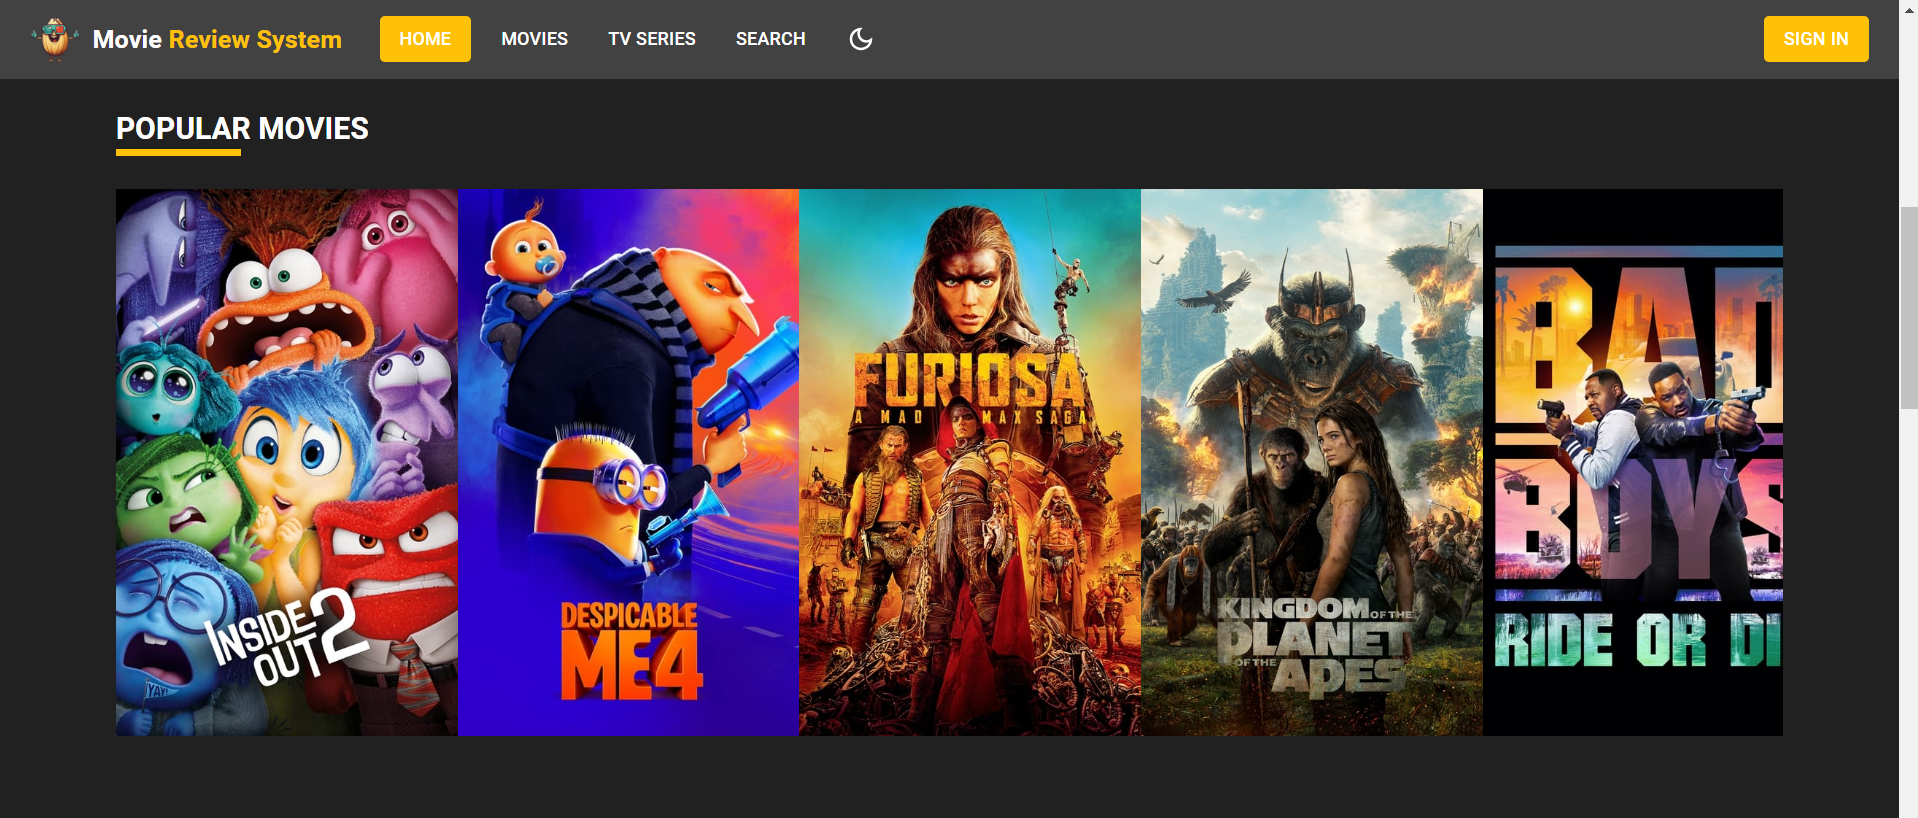 Movie Review System
HOME
MOVIES
TV SERIES
SEARCH
SIGN IN
POPULAR MOVIES
YAY!
INSIDE
OUT 2
DESPICABLE
ME 4
FURIOSA
A MAD MAX SAGA
KINGDOM OF THE
PLANET
OF THE
APES
BAD
BOYS
RIDE OR DI